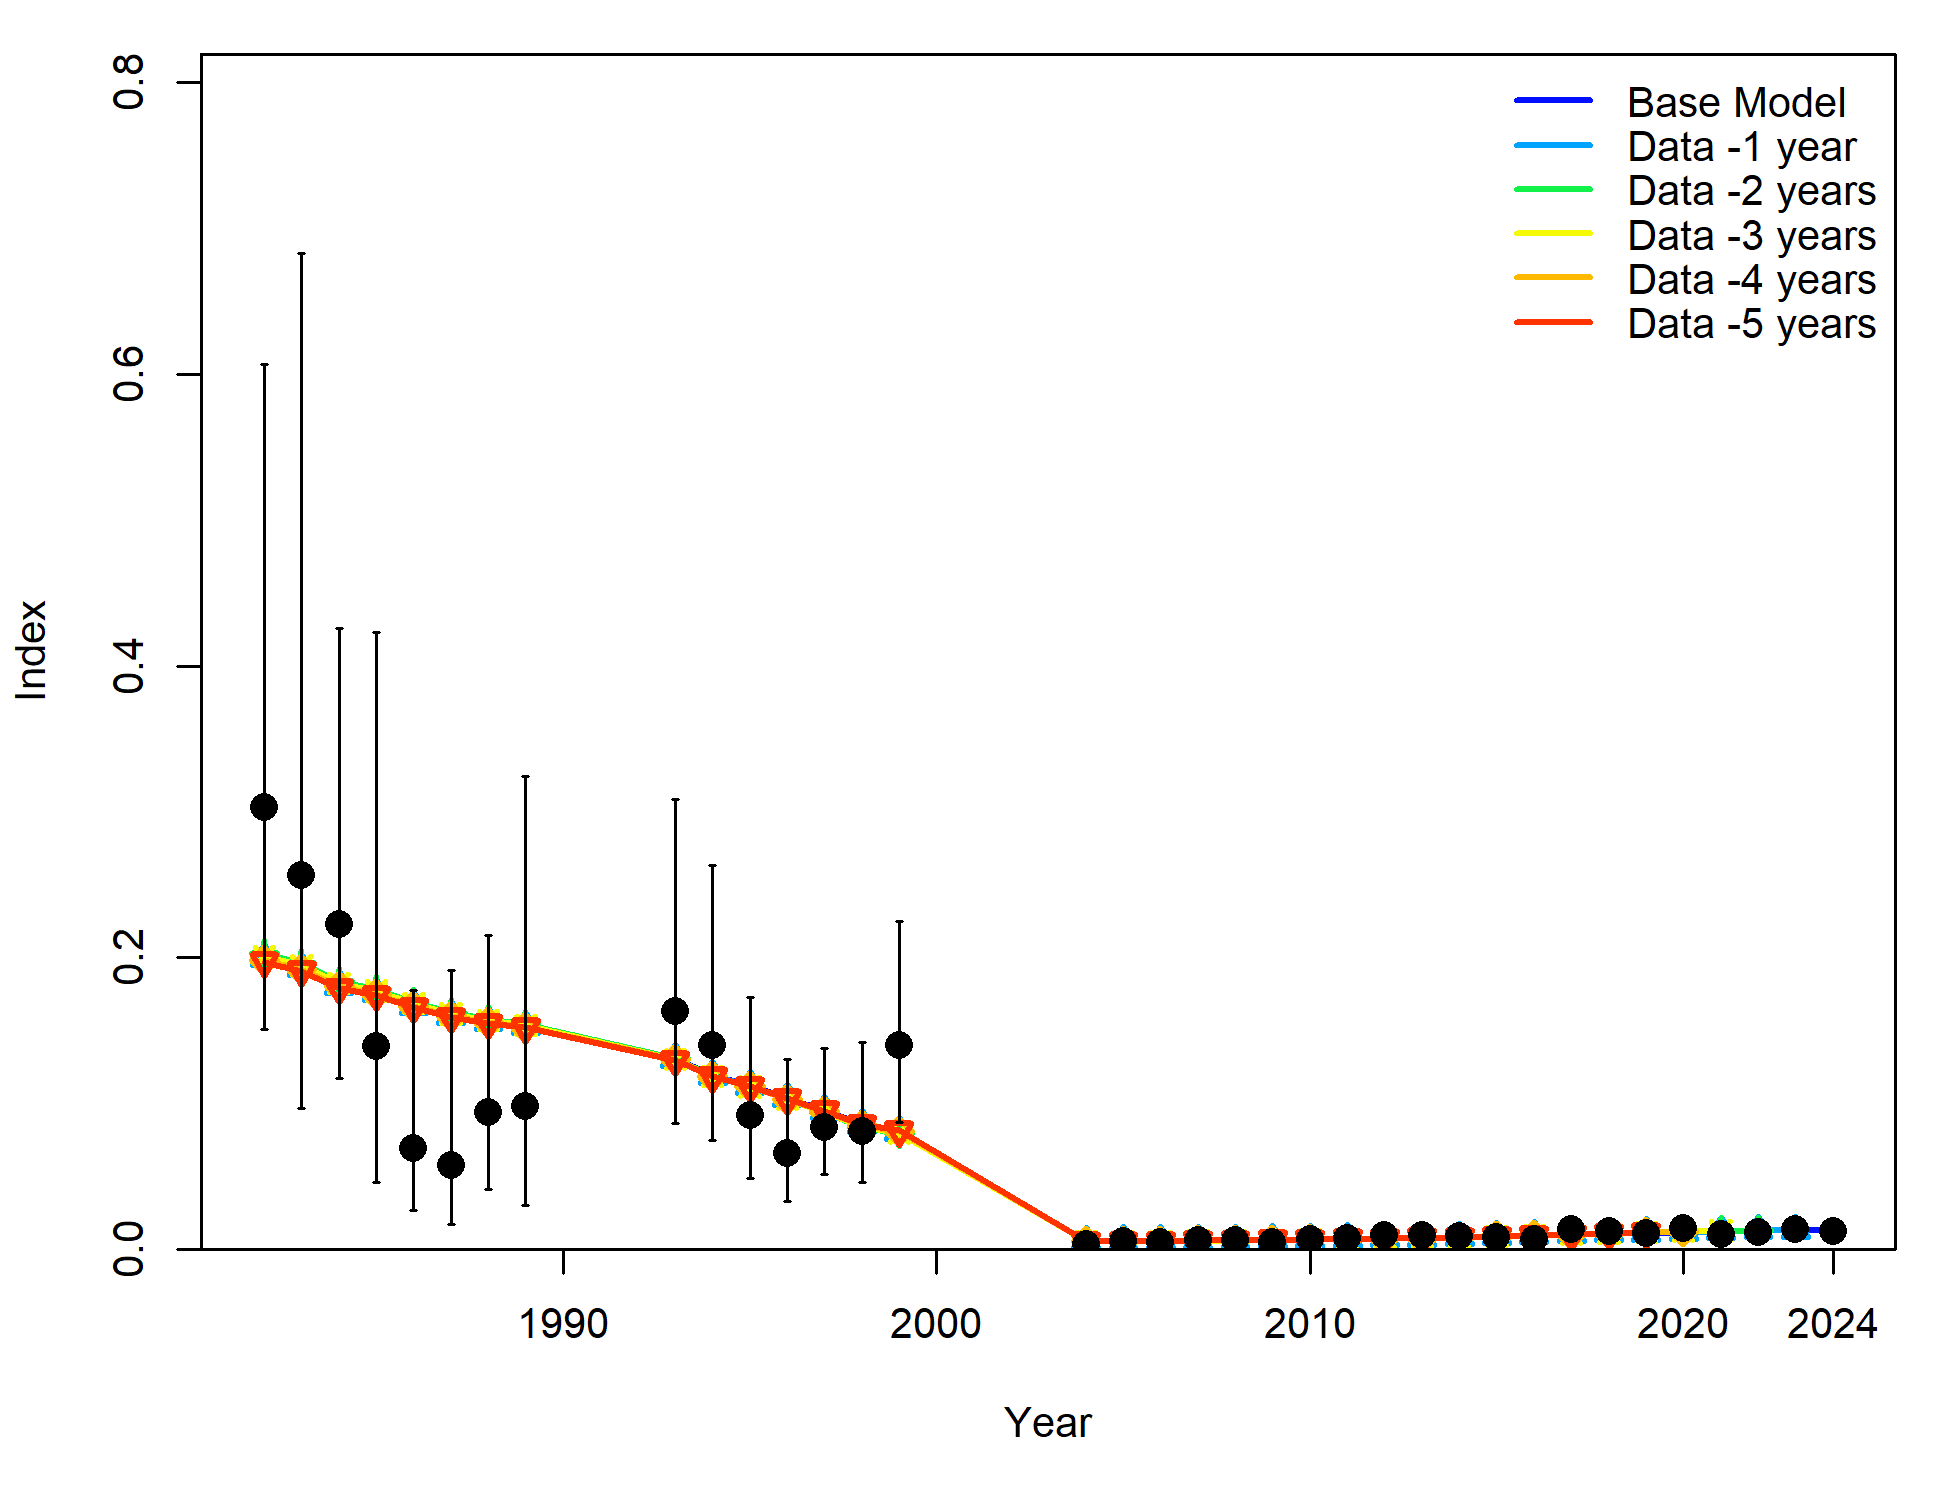 0.8
0.6
0.4
0.2
0.0
Index
Base Model
Data -1 year
Data -2 years
Data -3 years
Data -4 years
Data -5 years
1990
2000
2010
2020
2024
Year